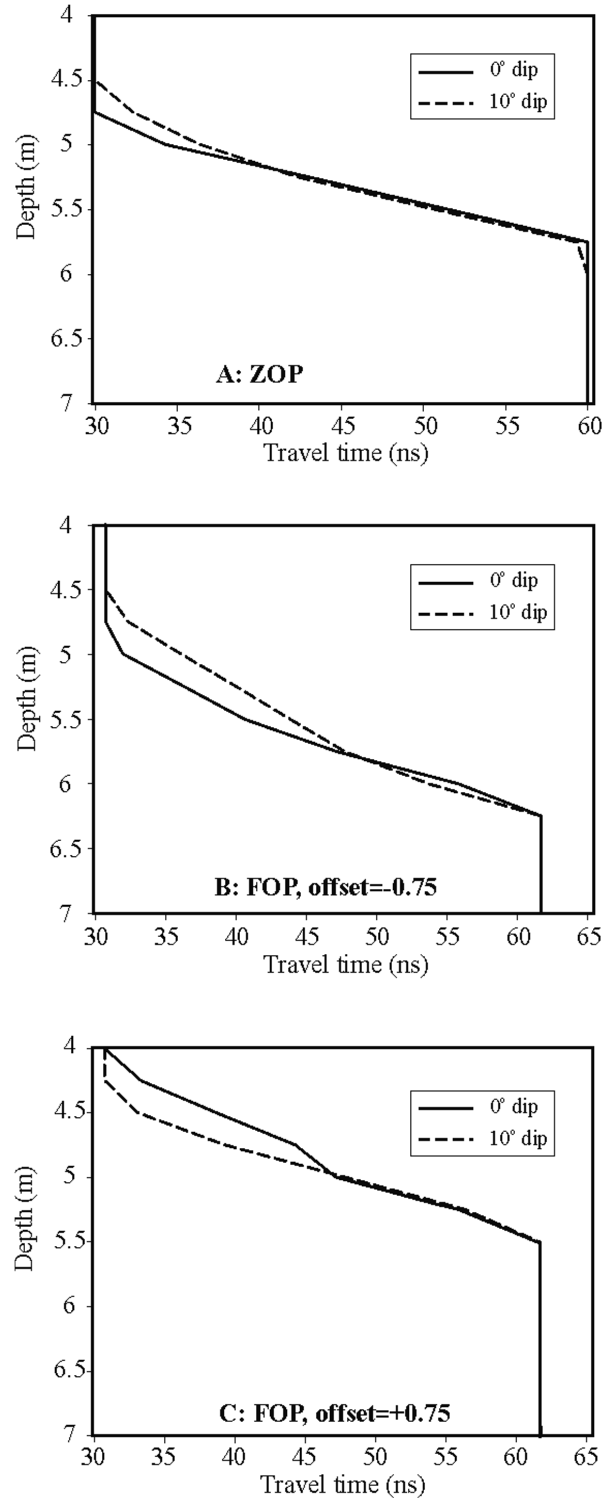 4
4.5
5
5.5
6
6.5
7
Depth (m)
0° dip
10° dip
A: ZOP
30 35 40 45 50 55 60
Travel time (ns)
4
4.5
5
5.5
6
6.5
7
Depth (m)
0° dip
10° dip
B: FOP, offset=-0.75
30 35 40 45 50 55 60 65
Travel time (ns)
4
4.5
5
5.5
6
6.5
7
Depth (m)
0° dip
10° dip
C: FOP, offset=+0.75
30 35 40 45 50 55 60 65
Travel time (ns)